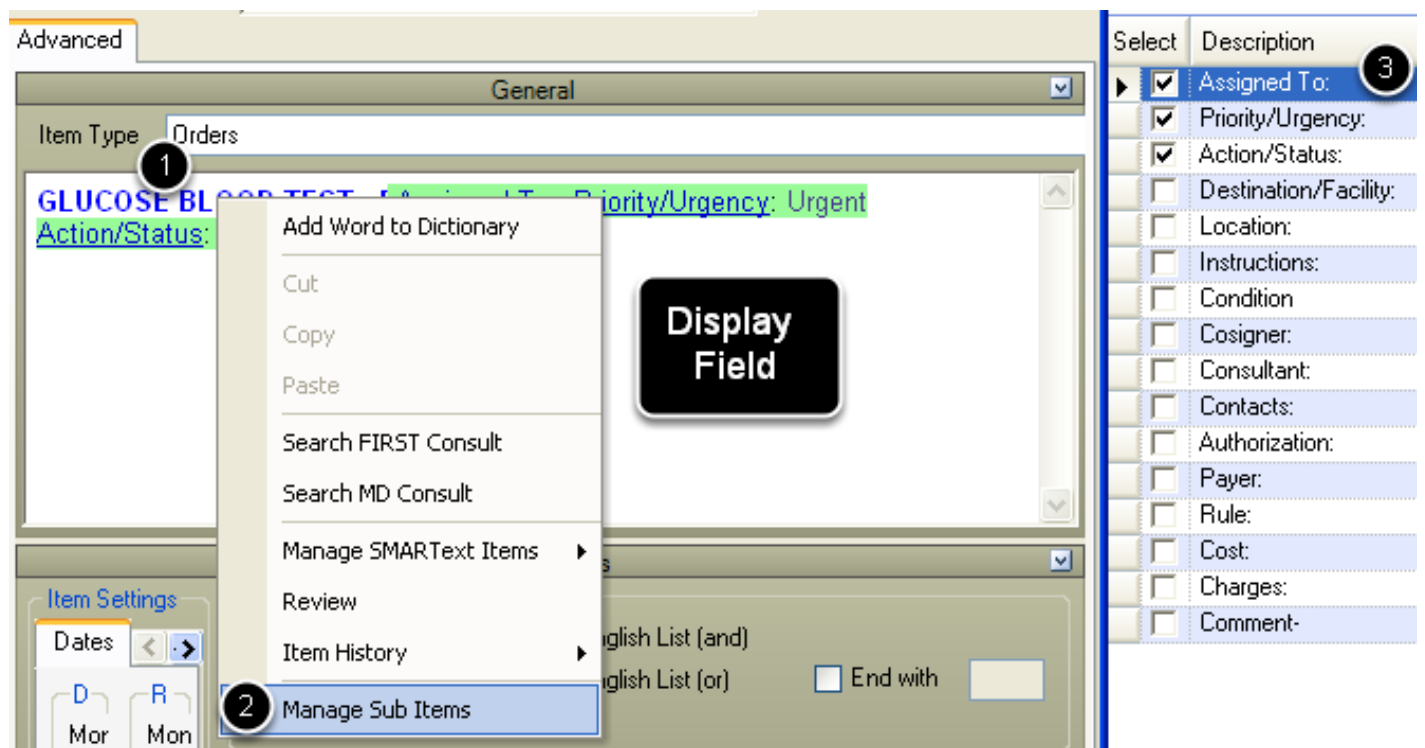 Advanced
General
Item Type Orders
1
GLUCOSE BL Priority/Urgency: Urgent
Action/Status:
Add Word to Dictionary
Cut
Copy
Paste
Search FIRST Consult
Search MD Consult
Manage SMARText Items
Review
Item History
2 Manage Sub Items
Display
Field
Item Settings
Dates
D R
Mor Mon
glish List (and)
glish List (or) End with
Select Description
3
Assigned To:
Priority/Urgency:
Action/Status:
Destination/Facility:
Location:
Instructions:
Condition
Cosigner:
Consultant:
Contacts:
Authorization:
Payer:
Rule:
Cost:
Charges:
Comment-